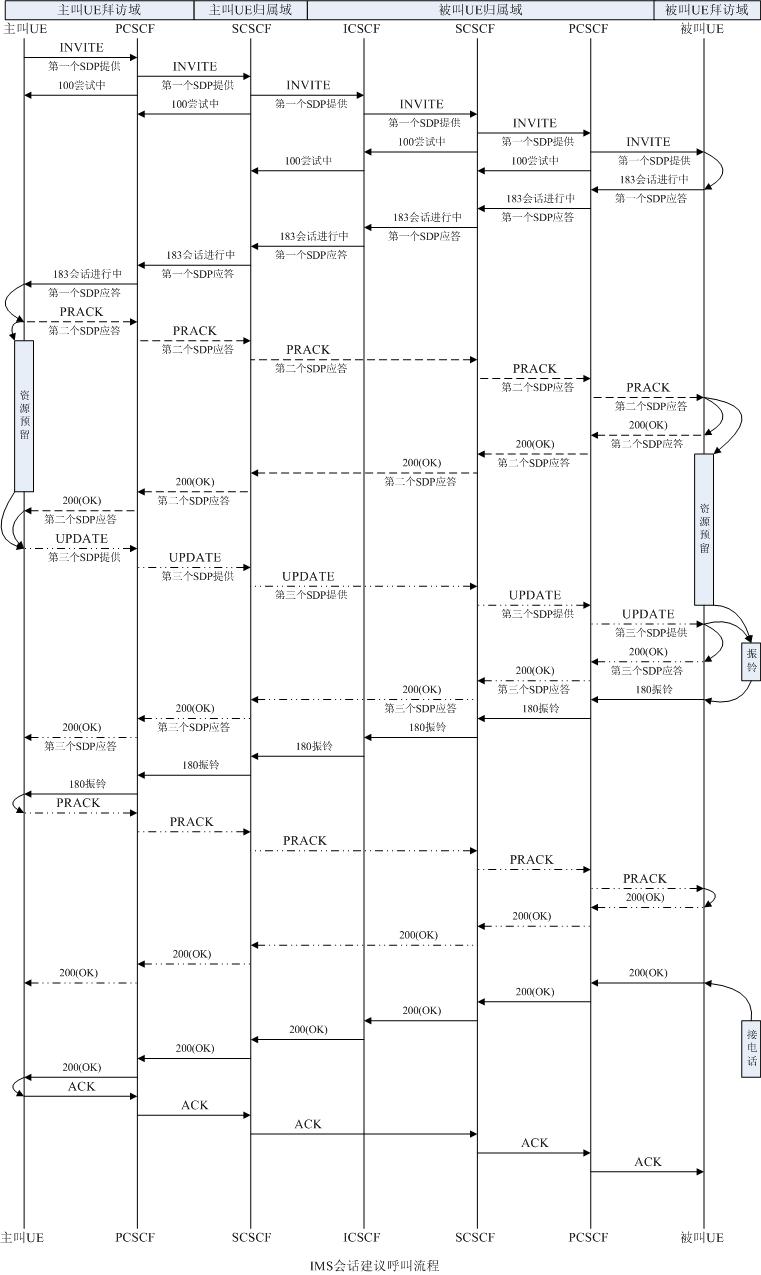 主叫UE拜访域 主叫UE归属域 被叫UE归属域 被叫UE拜访域
主叫UE PCSCF SCSCF ICSCF SCSCF PCSCF 被叫UE
INVITE
第一个SDP提供
INVITE
第一个SDP提供
100尝试中
INVITE
第一个SDP提供
100尝试中
INVITE
第一个SDP提供
INVITE
第一个SDP提供
100尝试中
INVITE
第一个SDP提供
100尝试中
100尝试中
183会话进行中
第一个SDP应答
183会话进行中
第一个SDP应答
183会话进行中
第一个SDP应答
183会话进行中
第一个SDP应答
183会话进行中
第一个SDP应答
183会话进行中
第一个SDP应答
PRACK
第二个SDP应答
PRACK
第二个SDP应答
PRACK
第二个SDP应答
PRACK
第二个SDP应答
PRACK
第二个SDP应答
资源预留
200(OK)
第二个SDP应答
200(OK)
第二个SDP应答
200(OK)
第二个SDP应答
200(OK)
第二个SDP应答
200(OK)
第二个SDP应答
资源预留
UPDATE
第三个SDP提供
UPDATE
第三个SDP提供
UPDATE
第三个SDP提供
UPDATE
第三个SDP提供
UPDATE
第三个SDP提供
振铃
200(OK)
第三个SDP应答
200(OK)
第三个SDP应答
200(OK)
第三个SDP应答
200(OK)
第三个SDP应答
200(OK)
第三个SDP应答
180振铃
180振铃
180振铃
180振铃
180振铃
180振铃
PRACK
PRACK
PRACK
PRACK
PRACK
200(OK)
200(OK)
200(OK)
200(OK)
200(OK)
200(OK)
200(OK)
200(OK)
200(OK)
200(OK)
200(OK)
接电话
ACK
ACK
ACK
ACK
ACK
主叫UE PCSCF SCSCF ICSCF SCSCF PCSCF 被叫UE
IMS会话建议呼叫流程